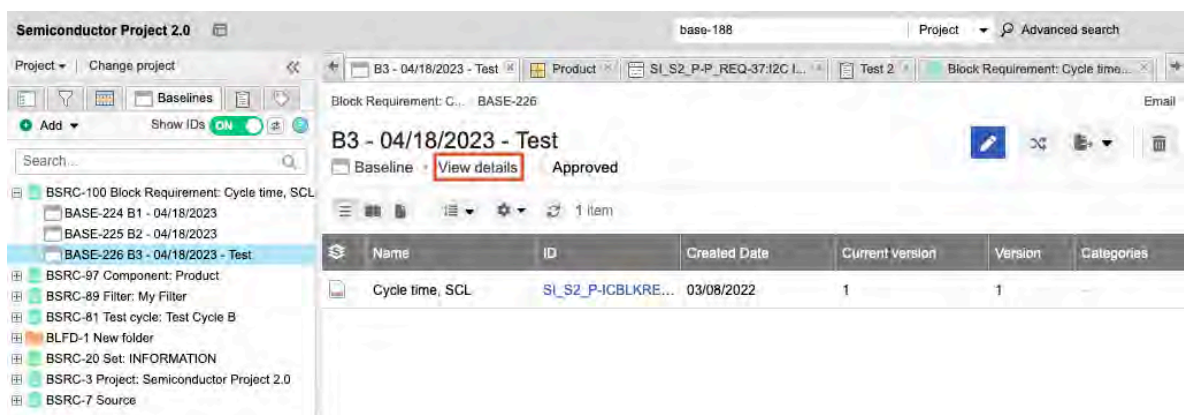 Semiconductor Project 2.0
base-188
Project
Advanced search
Project
Change project
B3 - 04/18/2023 - Test
Product
SI_S2_P-P_REQ-37:I2C I...
Test 2
Block Requirement: Cycle time...
Baselines
Block Requirement: C...
BASE-226
Email
Add
Show IDs
ON
B3 - 04/18/2023 - Test
Search...
Baseline
View details
Approved
BSRC-100 Block Requirement: Cycle time, SCL
BASE-224 B1 - 04/18/2023
1 item
BASE-225 B2 - 04/18/2023
BASE-226 B3 - 04/18/2023 - Test
Name
ID
Created Date
Current version
Version
Categories
BSRC-97 Component: Product
BSRC-89 Filter: My Filter
Cycle time, SCL
SI_S2_P-ICBLKRE...
03/08/2022
1
1
BSRC-81 Test cycle: Test Cycle B
BLFD-1 New folder
BSRC-20 Set: INFORMATION
BSRC-3 Project: Semiconductor Project 2.0
BSRC-7 Source